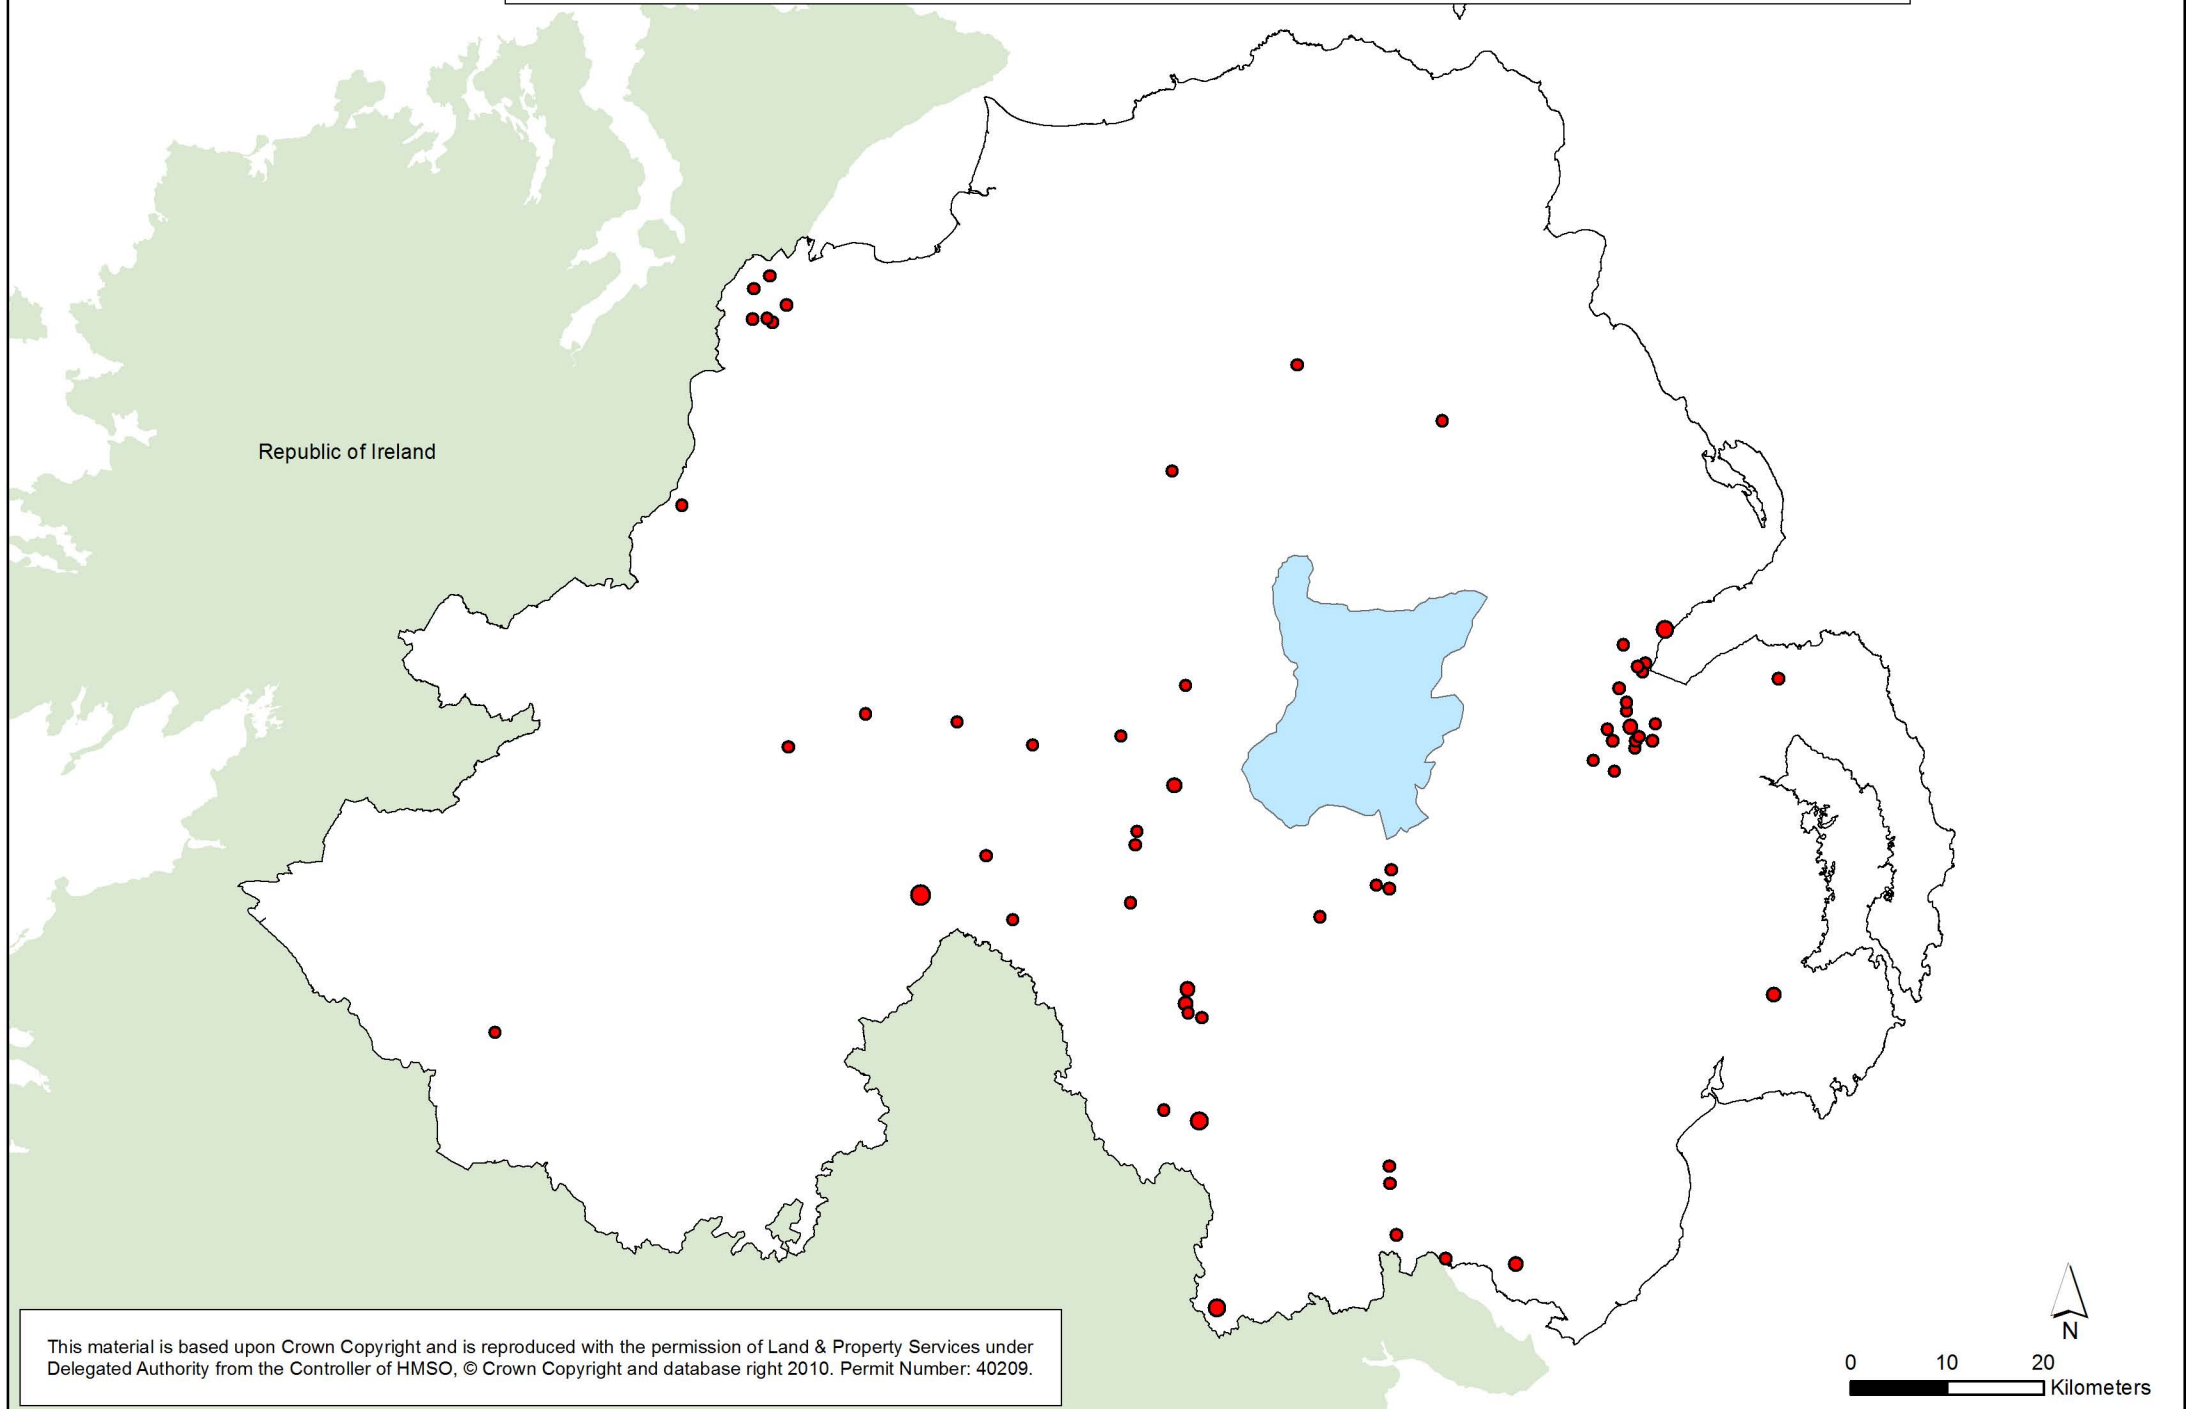 Republic of Ireland
This material is based upon Crown Copyright and is reproduced with the permission of Land & Property Services under
Delegated Authority from the Controller of HMSO, © Crown Copyright and database right 2010. Permit Number: 40209.
N
0 10 20
Kilometers